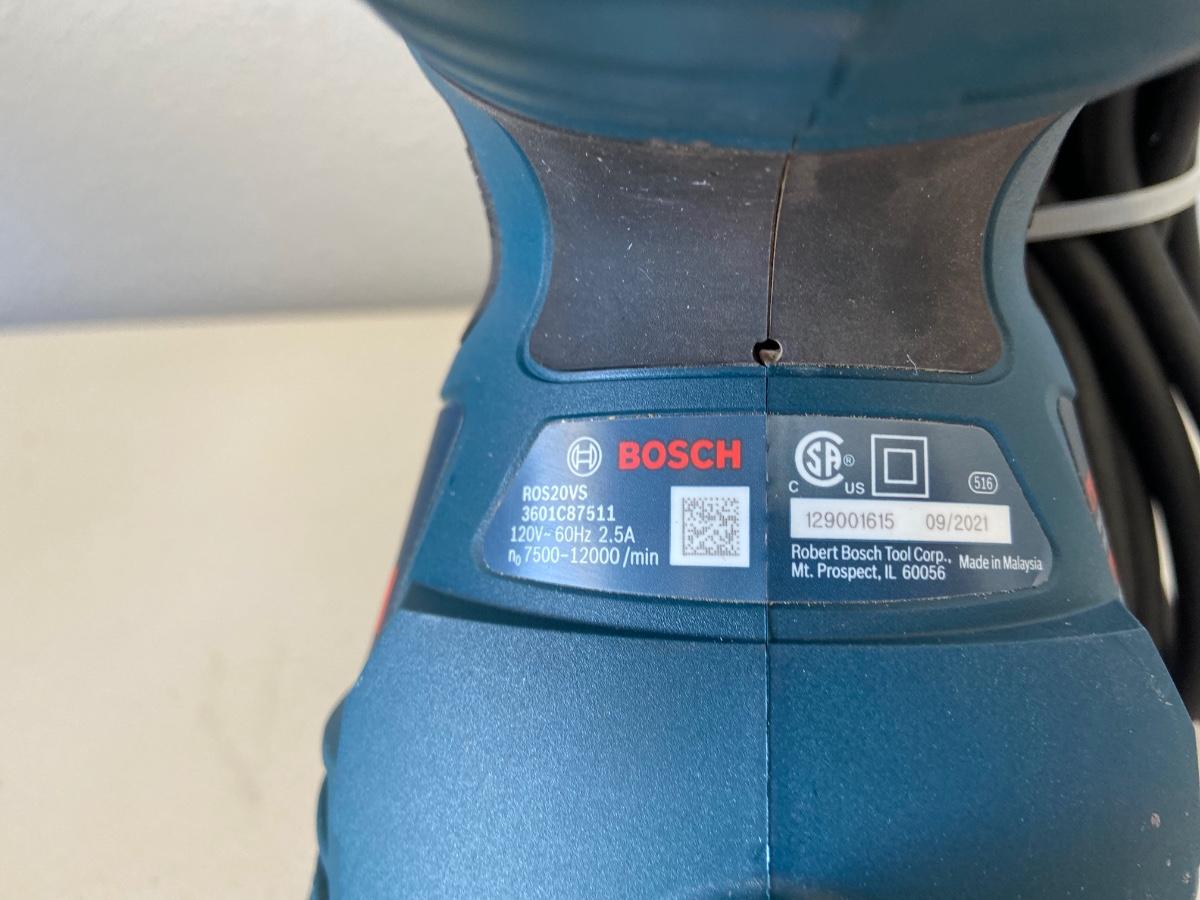 BOSCH
ROS20VS
3601C87511
120V~ 60Hz 2.5A
n₀ 7500-12000/min
CSA®
C US
516
129001615 09/2021
Robert Bosch Tool Corp., Made in Malaysia
Mt. Prospect, IL 60056